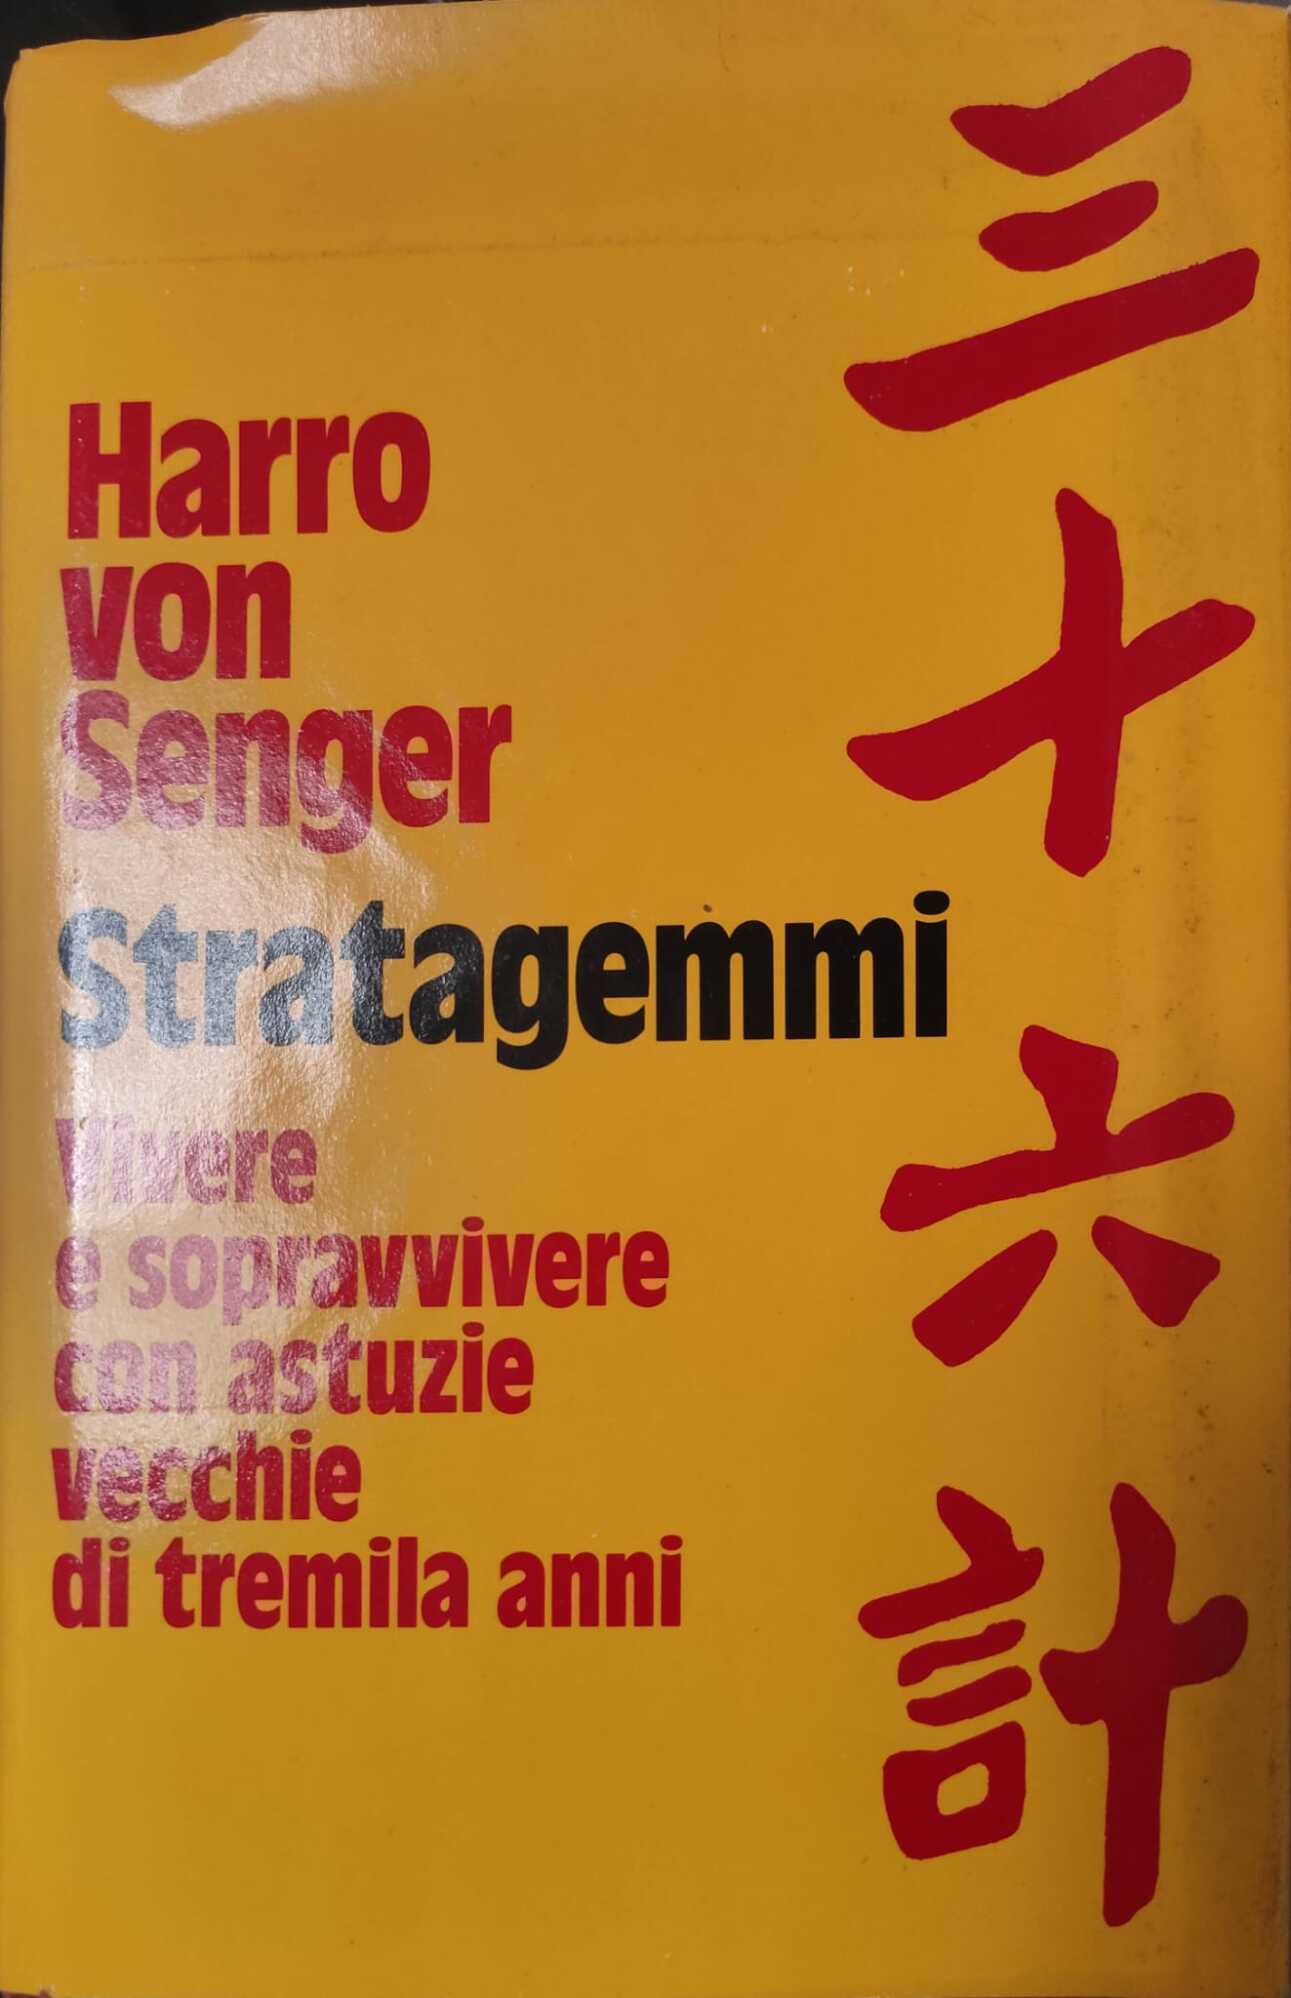 Harro
von
Senger
Stratagemmi
Vivere
e sopravvivere
con astuzie
vecchie
di tremila anni
三十六計